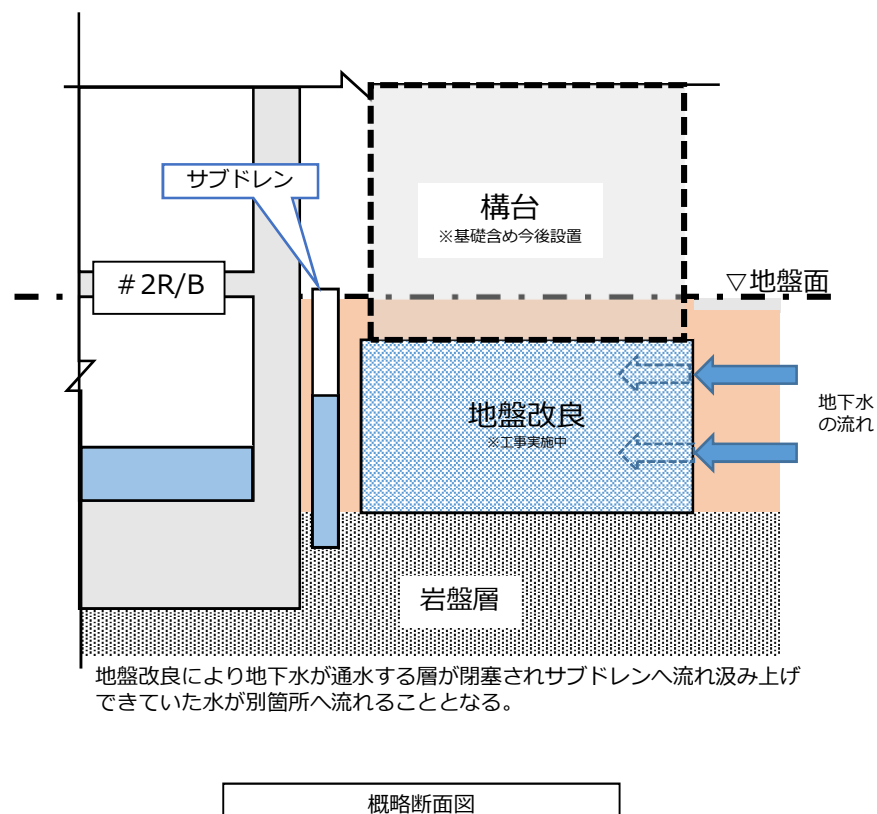 サブドレン
構台
※基礎含め今後設置
＃2R/B
▽地盤面
地盤改良
※工事実施中
地下水
の流れ
岩盤層
地盤改良により地下水が通水する層が閉塞されサブドレンへ流れ汲み上げ
できていた水が別箇所へ流れることとなる。
概略断面図